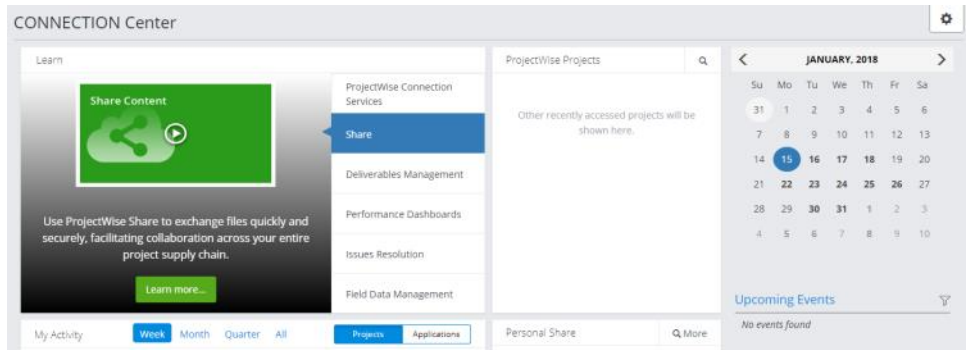 CONNECTION Center
Learn
Share Content
Use ProjectWise Share to exchange files quickly and
securely, facilitating collaboration across your entire
project supply chain.
Learn more...
ProjectWise Connection
Services
Share
Deliverables Management
Performance Dashboards
Issues Resolution
Field Data Management
ProjectWise Projects
Other recently accessed projects will be
shown here.
JANUARY, 2018
Su Mo Tu We Th Fr Sa
31 1 2 3 4 5 6
7 8 9 10 11 12 13
14 15 16 17 18 19 20
21 22 23 24 25 26 27
28 29 30 31 1 2 3
4 5 6 7 8 9 10
Upcoming Events
No events found
My Activity Week Month Quarter All Projects Applications
Personal Share More